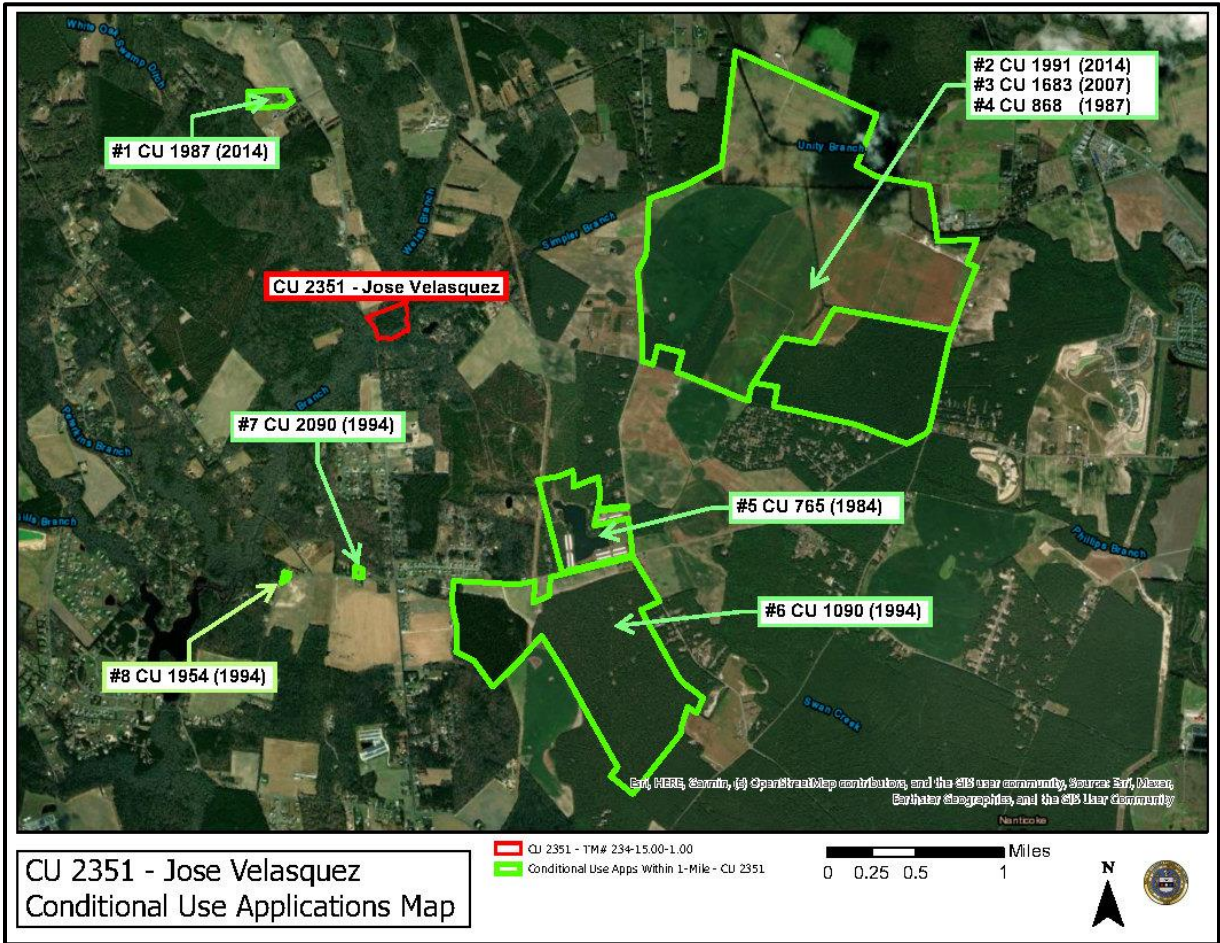 White Oak
Swamp Ditch
#1 CU 1987 (2014)
#2 CU 1991 (2014)
#3 CU 1683 (2007)
#4 CU 868 (1987)
Unity Branch
Welsh Branch
Simpler Branch
CU 2351 - Jose Velasquez
Branch
#7 CU 2090 (1994)
Branch
#5 CU 765 (1984)
Branch
Phillips Branch
#6 CU 1090 (1994)
#8 CU 1954 (1994)
Swan Creek
Esri, HERE, Garmin, (c) OpenStreetMap contributors, and the GIS user community, Source: Esri, Maxar,
Earthstar Geographics, and the GIS User Community
Nanticoke
CU 2351 - Jose Velasquez
Conditional Use Applications Map
CU 2351 - TM# 234-15.00-1.00
Conditional Use Apps Within 1-Mile - CU 2351
Miles
0 0.25 0.5 1
N